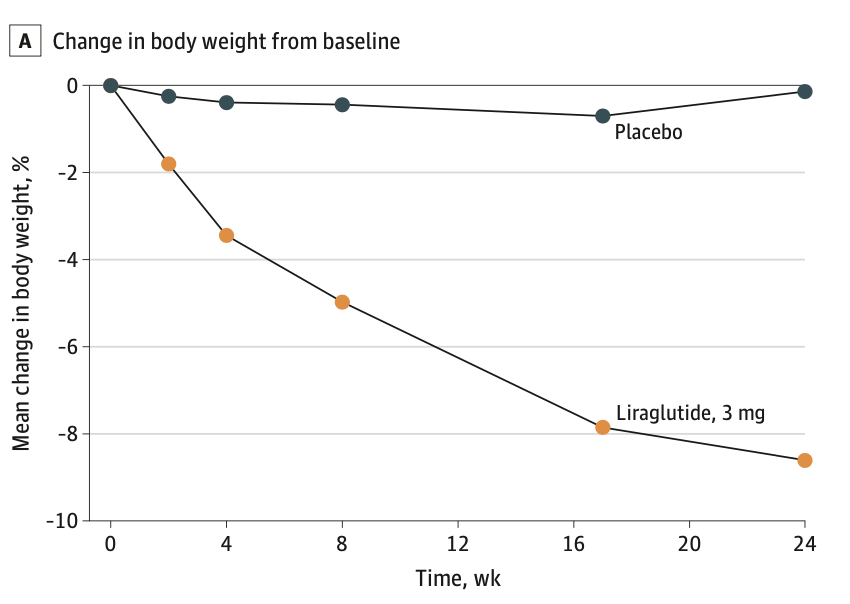 A Change in body weight from baseline
0
-2
-4
-6
-8
-10
Mean change in body weight, %
Placebo
Liraglutide, 3 mg
0 4 8 12 16 20 24
Time, wk